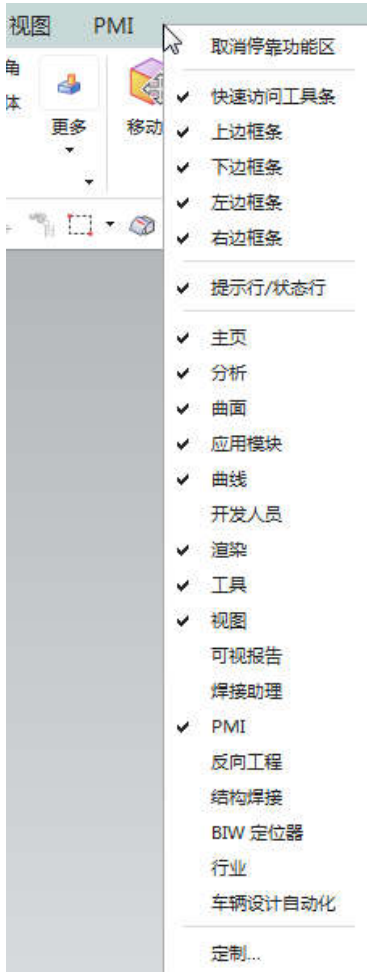 视图 PMI
角
体
更多
移动
取消停靠功能区
快速访问工具条
上边框条
下边框条
左边框条
右边框条
提示行/状态行
主页
分析
曲面
应用模块
曲线
开发人员
渲染
工具
视图
可视报告
焊接助理
PMI
反向工程
结构焊接
BIW 定位器
行业
车辆设计自动化
定制...